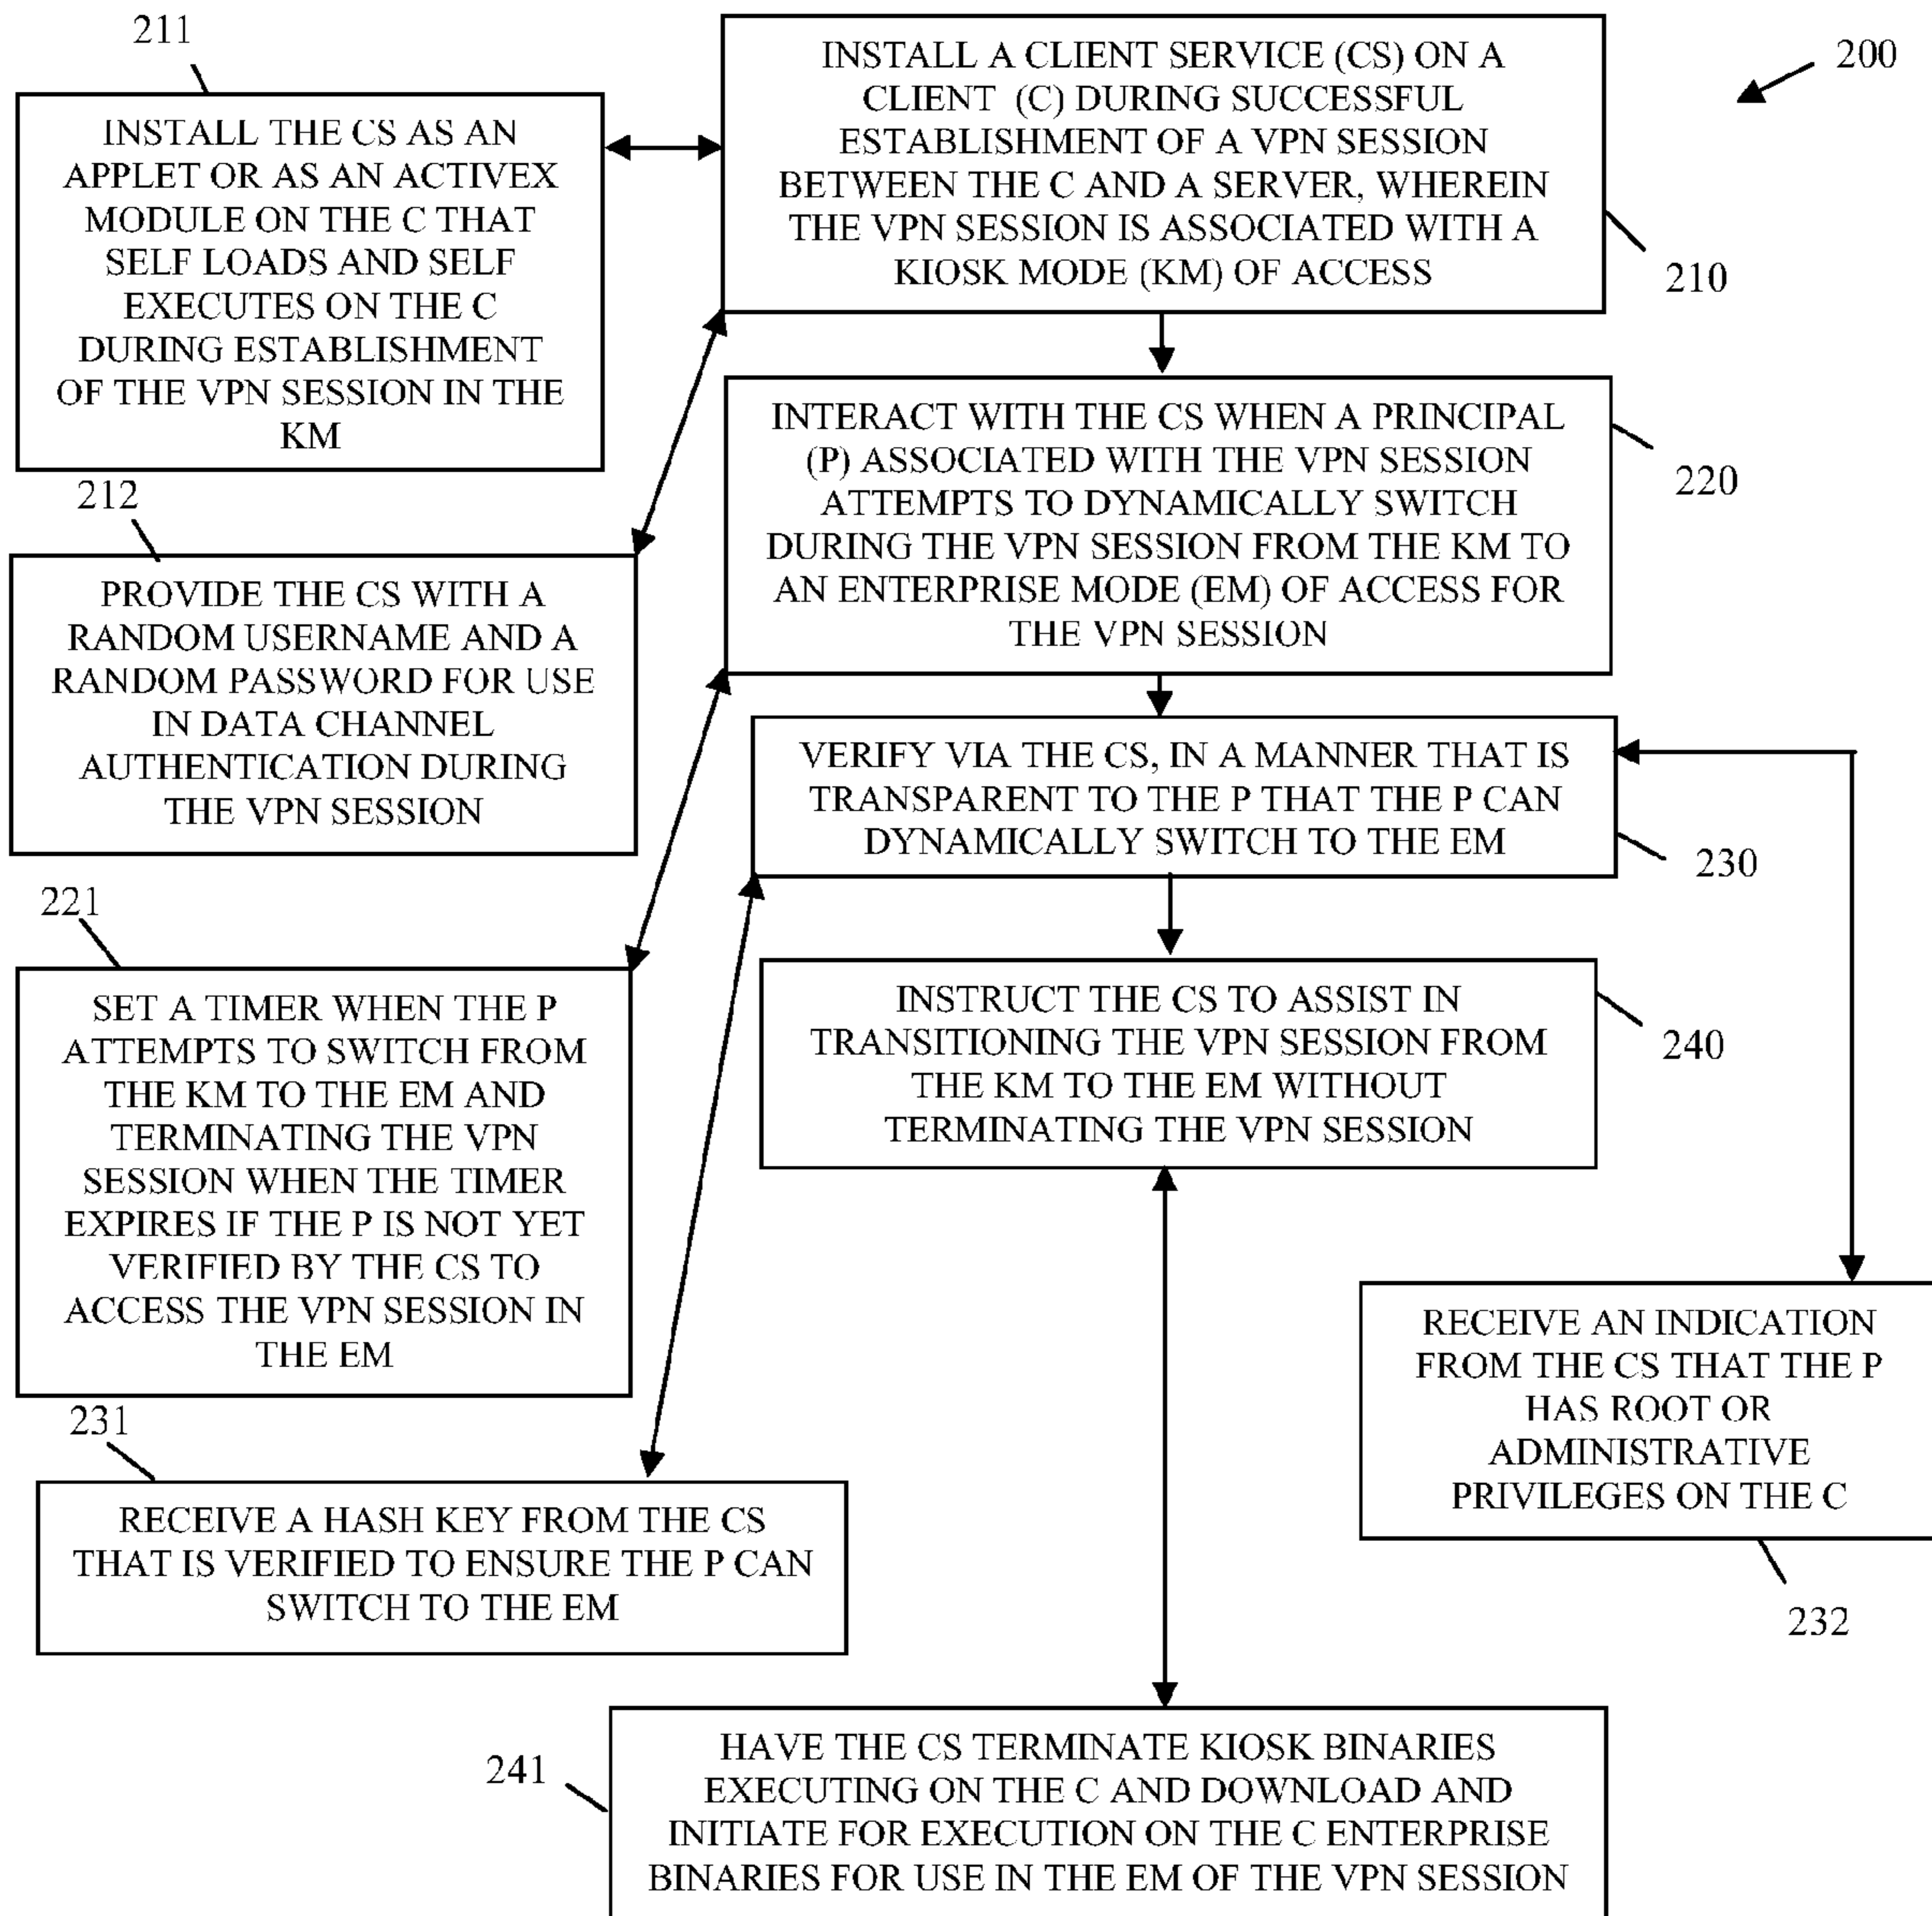 200
211
INSTALL A CLIENT SERVICE (CS) ON A
CLIENT (C) DURING SUCCESSFUL
ESTABLISHMENT OF A VPN SESSION
BETWEEN THE C AND A SERVER, WHEREIN
THE VPN SESSION IS ASSOCIATED WITH A
KIOSK MODE (KM) OF ACCESS
210
INSTALL THE CS AS AN
APPLET OR AS AN ACTIVEX
MODULE ON THE C THAT
SELF LOADS AND SELF
EXECUTES ON THE C
DURING ESTABLISHMENT
OF THE VPN SESSION IN THE
KM
INTERACT WITH THE CS WHEN A PRINCIPAL
(P) ASSOCIATED WITH THE VPN SESSION
ATTEMPTS TO DYNAMICALLY SWITCH
DURING THE VPN SESSION FROM THE KM TO
AN ENTERPRISE MODE (EM) OF ACCESS FOR
THE VPN SESSION
220
212
PROVIDE THE CS WITH A
RANDOM USERNAME AND A
RANDOM PASSWORD FOR USE
IN DATA CHANNEL
AUTHENTICATION DURING
THE VPN SESSION
VERIFY VIA THE CS, IN A MANNER THAT IS
TRANSPARENT TO THE P THAT THE P CAN
DYNAMICALLY SWITCH TO THE EM
230
221
SET A TIMER WHEN THE P
ATTEMPTS TO SWITCH FROM
THE KM TO THE EM AND
TERMINATING THE VPN
SESSION WHEN THE TIMER
EXPIRES IF THE P IS NOT YET
VERIFIED BY THE CS TO
ACCESS THE VPN SESSION IN
THE EM
INSTRUCT THE CS TO ASSIST IN
TRANSITIONING THE VPN SESSION FROM
THE KM TO THE EM WITHOUT
TERMINATING THE VPN SESSION
240
RECEIVE AN INDICATION
FROM THE CS THAT THE P
HAS ROOT OR
ADMINISTRATIVE
PRIVILEGES ON THE C
232
231
RECEIVE A HASH KEY FROM THE CS
THAT IS VERIFIED TO ENSURE THE P CAN
SWITCH TO THE EM
241
HAVE THE CS TERMINATE KIOSK BINARIES
EXECUTING ON THE C AND DOWNLOAD AND
INITIATE FOR EXECUTION ON THE C ENTERPRISE
BINARIES FOR USE IN THE EM OF THE VPN SESSION